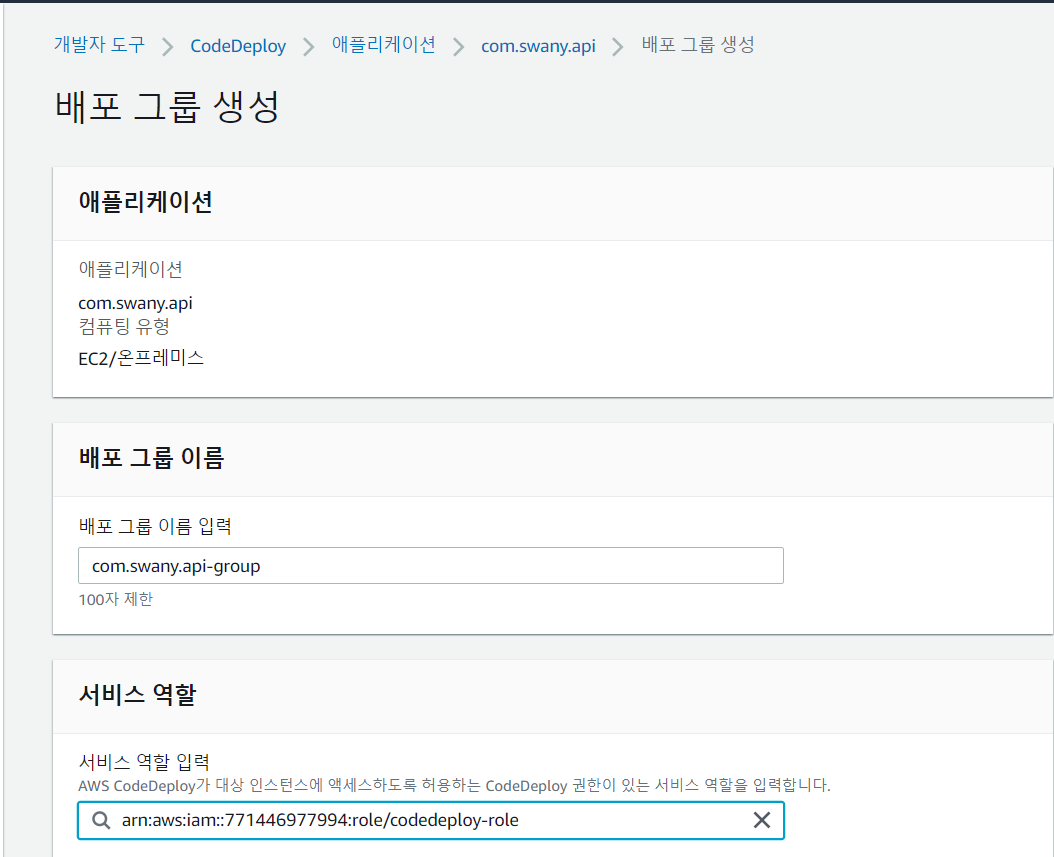 개발자 도구 > CodeDeploy > 애플리케이션 > com.swany.api > 배포 그룹 생성
배포 그룹 생성
애플리케이션
애플리케이션
com.swany.api
컴퓨팅 유형
EC2/온프레미스
배포 그룹 이름
배포 그룹 이름 입력
com.swany.api-group
100자 제한
서비스 역할
서비스 역할 입력
AWS CodeDeploy가 대상 인스턴스에 액세스하도록 허용하는 CodeDeploy 권한이 있는 서비스 역할을 입력합니다.
arn:aws:iam::771446977994:role/codedeploy-role